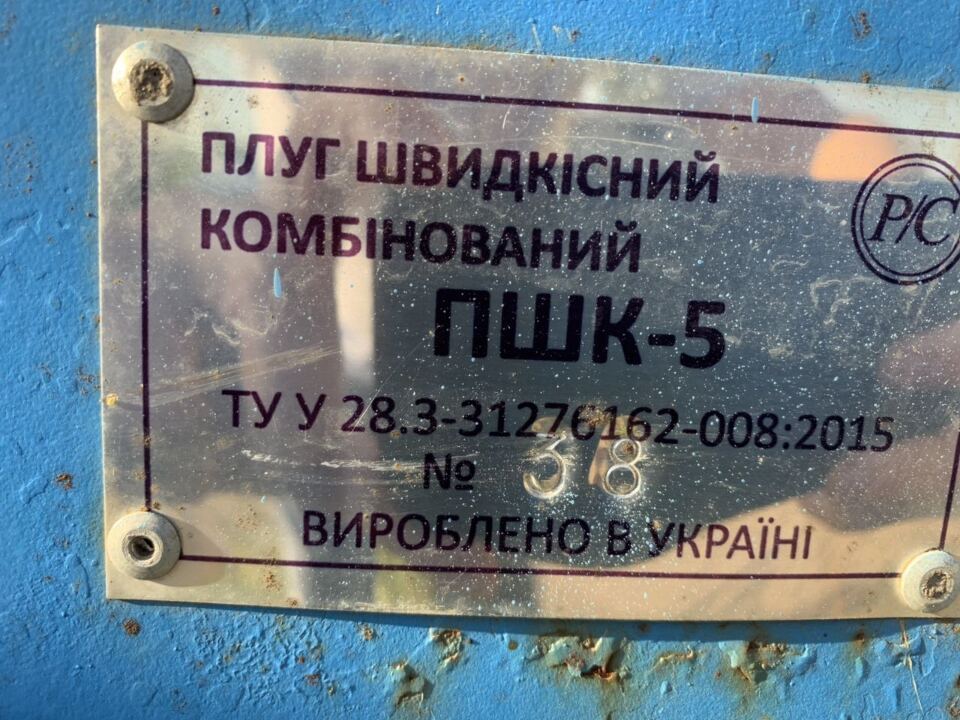 ПЛУГ ШВИДКІСНИЙ
Р/С
КОМБІНОВАНИЙ
ПШК-5
ТУ У 28.3-31276162-008:2015
№ 38
ВИРОБЛЕНО В УКРАЇНІ